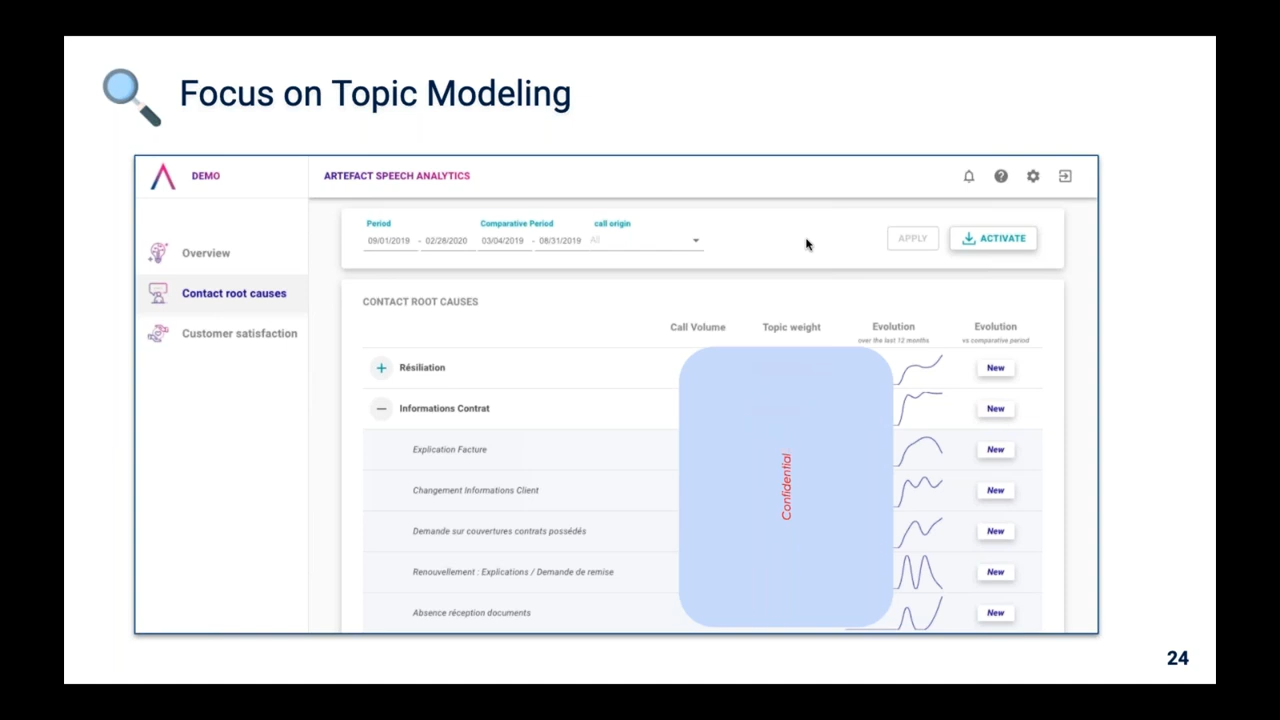 Focus on Topic Modeling
DEMO
ARTEFACT SPEECH ANALYTICS
Period
Comparative Period
call origin
09/01/2019 - 02/28/2020
03/04/2019 - 08/31/2019
All
APPLY
ACTIVATE
Overview
Contact root causes
Customer satisfaction
CONTACT ROOT CAUSES
Call Volume
Topic weight
Evolution
over the last 12 months
Evolution
vs comparative period
Résiliation
New
Informations Contrat
New
Explication Facture
New
Changement Informations Client
New
Demande sur couvertures contrats possédés
New
Renouvellement : Explications / Demande de remise
New
Absence réception documents
New
Confidential
24